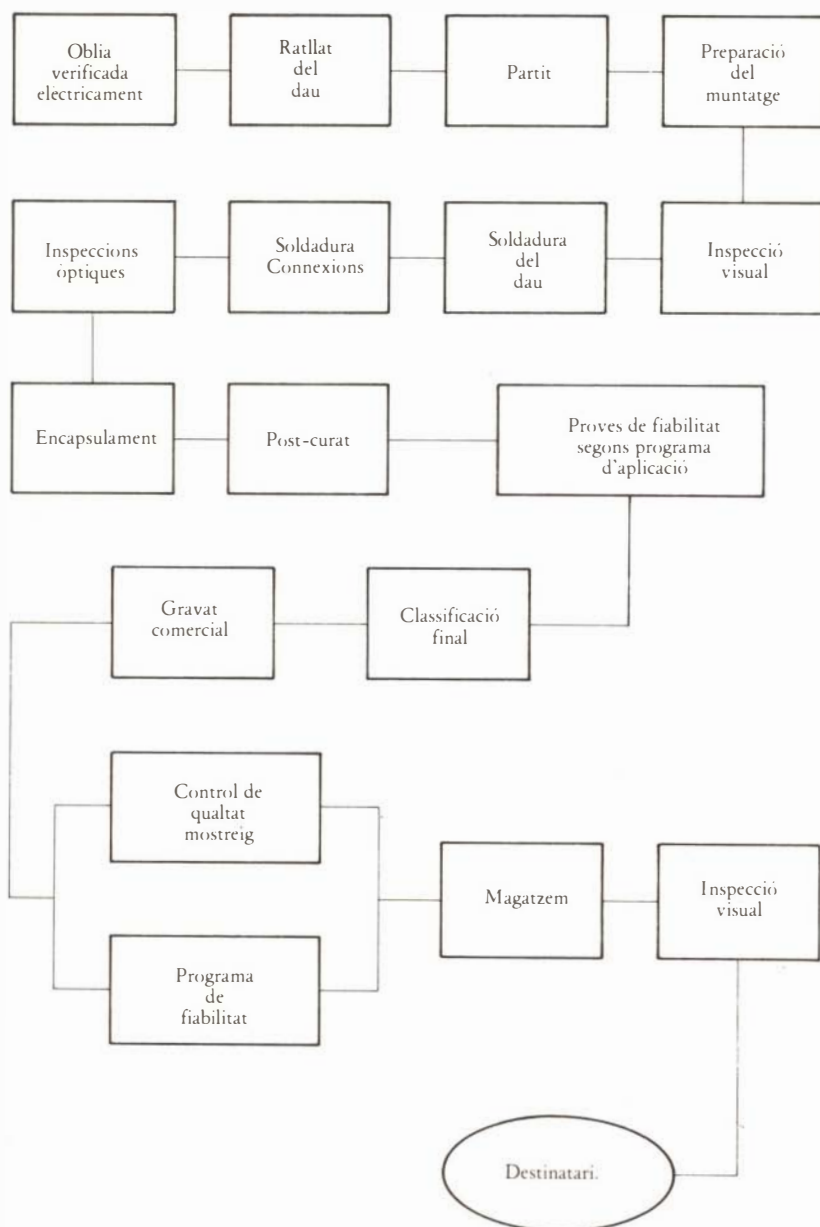 Oblia
verificada
elèctricament
Ratllat
del
dau
Partit
Preparació
del
muntatge
Inspeccions
òptiques
Soldadura
Connexions
Soldadura
del
dau
Inspecció
visual
Encapsulament
Post-curat
Proves de fiabilitat
segons programa
d'aplicació
Gravat
comercial
Classificació
final
Control de
qualtat
mostreig
Programa
de
fiabilitat
Magatzem
Inspecció
visual
Destinatari.